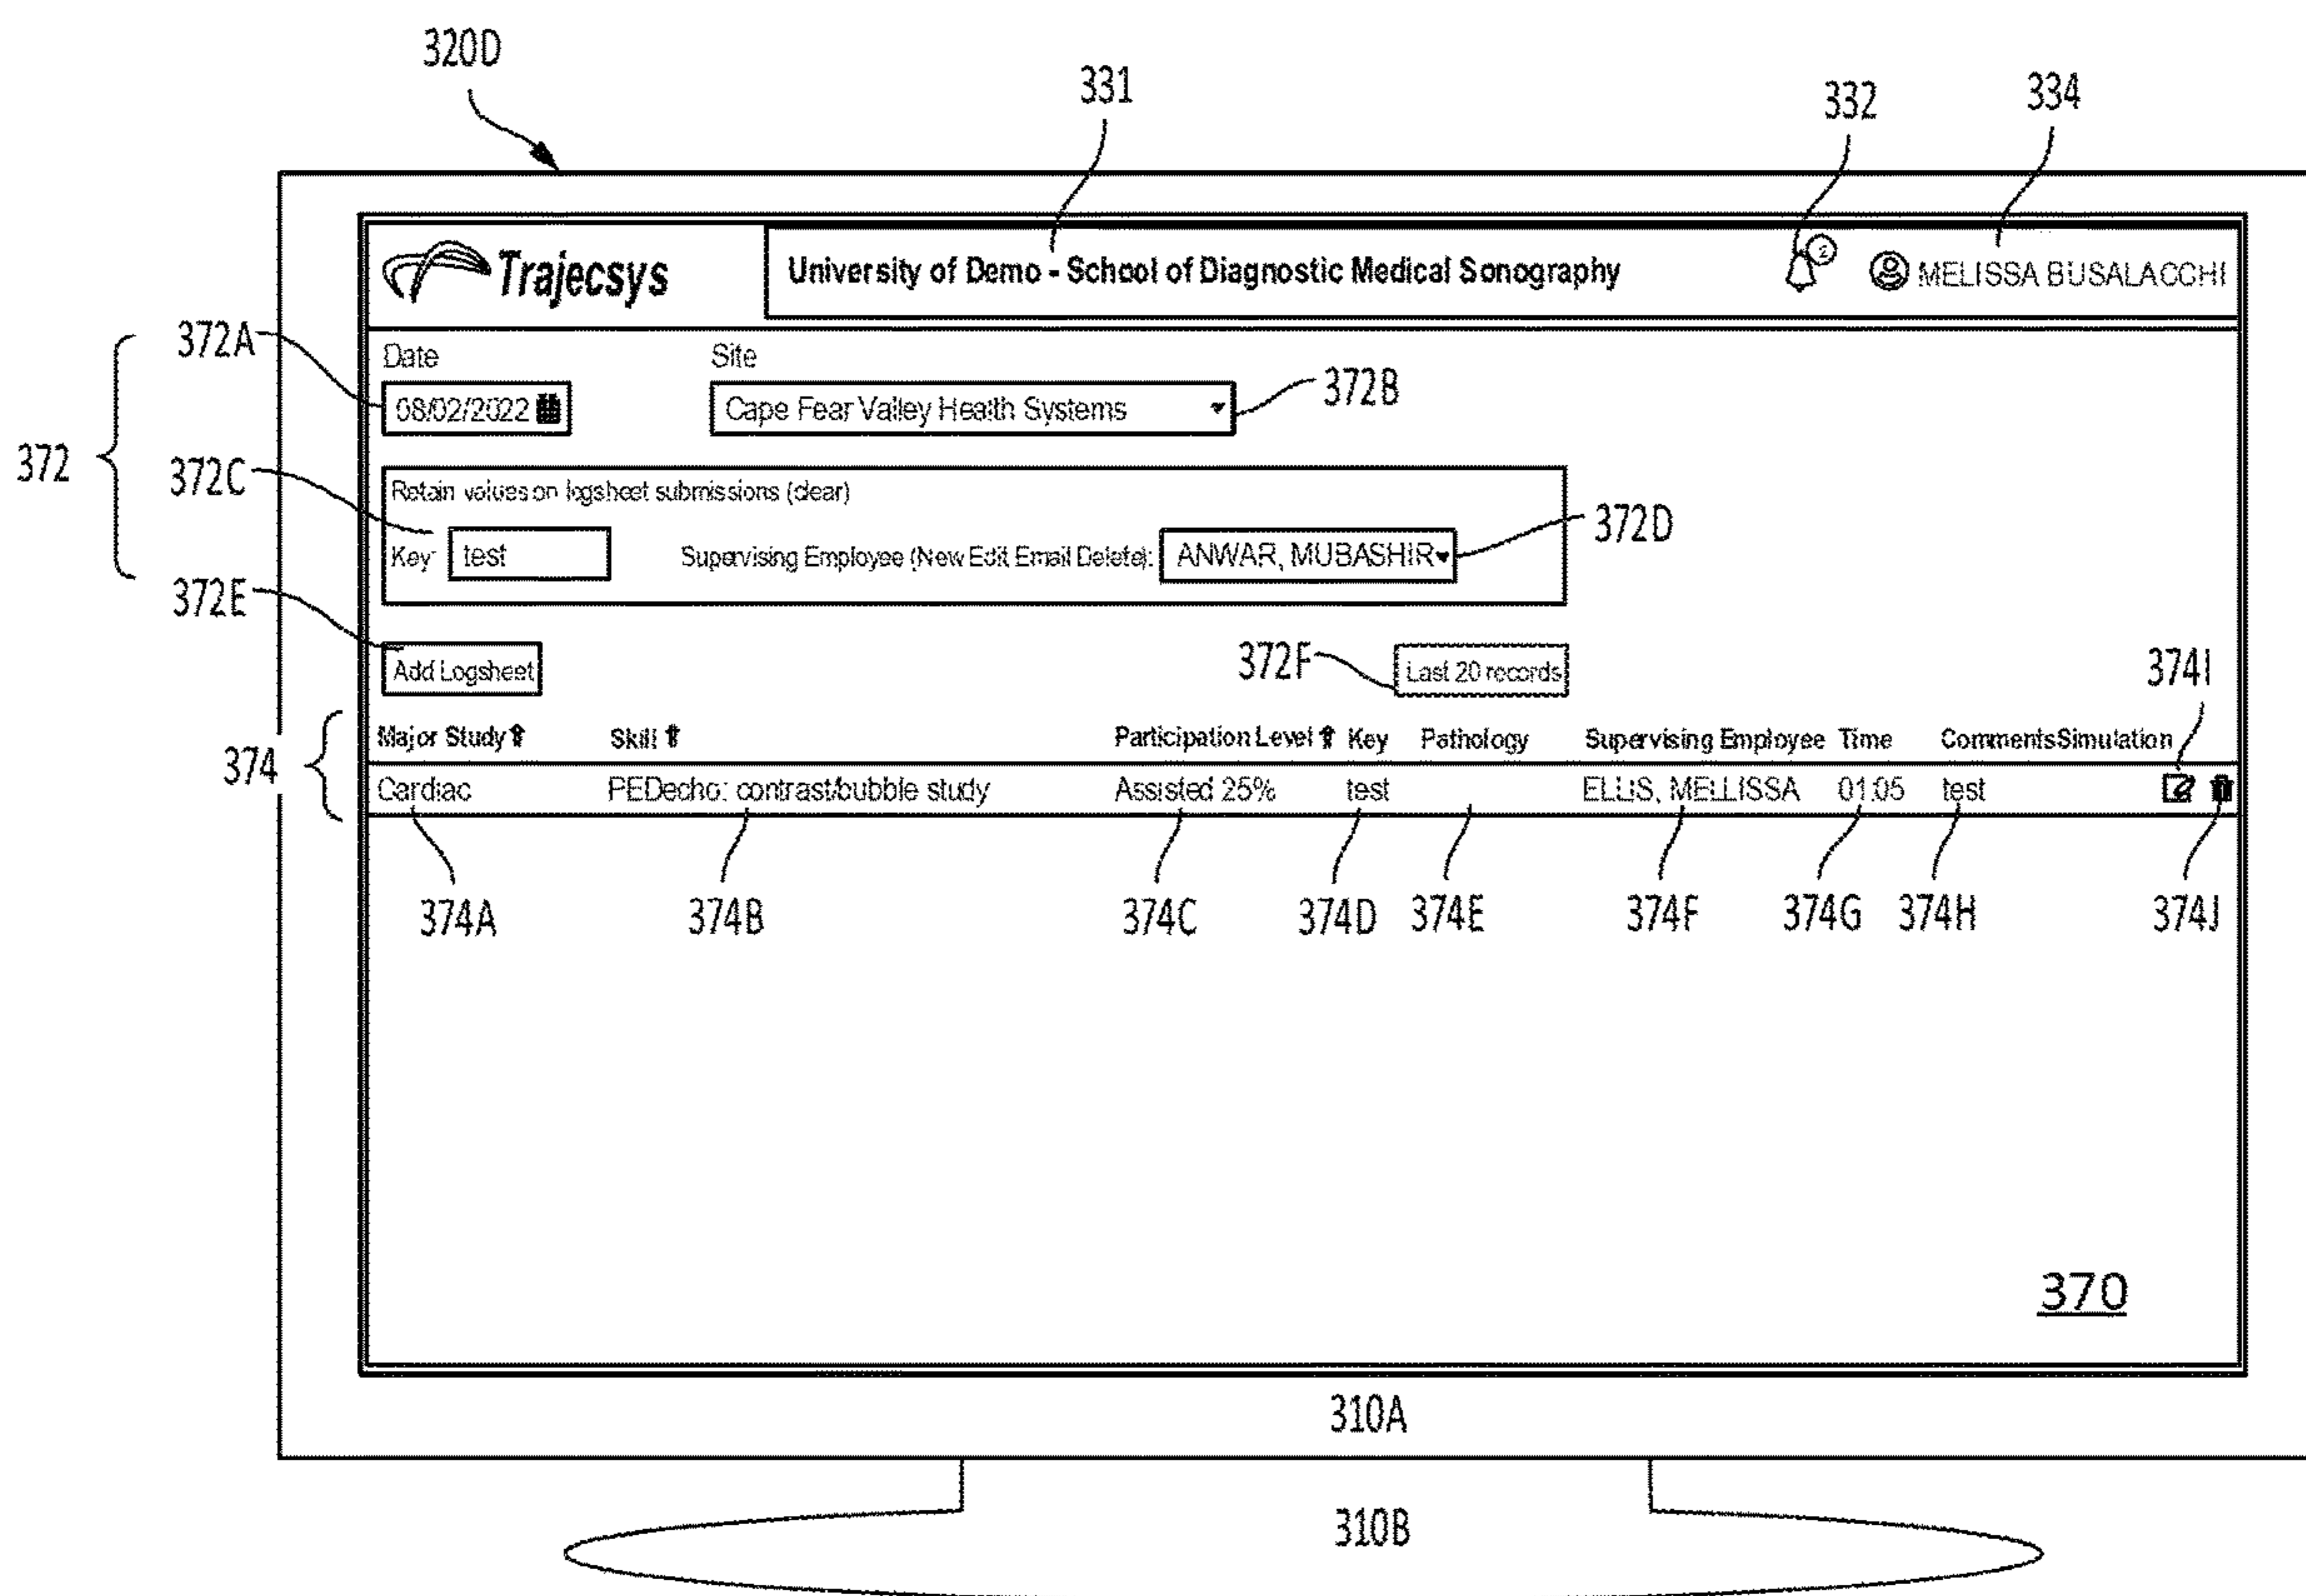 320D
331
332
334
Trajecsys
University of Demo - School of Diagnostic Medical Sonography
2
MELISSA BUSALACCHI
372
372A
Date
Site
08/02/2022
Cape Fear Valley Health Systems
372B
372C
Retain values on logsheet submissions (clear)
Key:
test
Supervising Employee (New Edit Email Delete):
ANWAR, MUBASHIR
372D
372E
Add Logsheet
372F
Last 20 records
374I
374
Major Study Skill Participation Level Key Pathology Supervising Employee Time Comments Simulation
Cardiac PEDecho: contrast/bubble study Assisted 25% test ELLIS, MELLISSA 01:05 test
374A 374B 374C 374D 374E 374F 374G 374H 374J
370
310A
310B